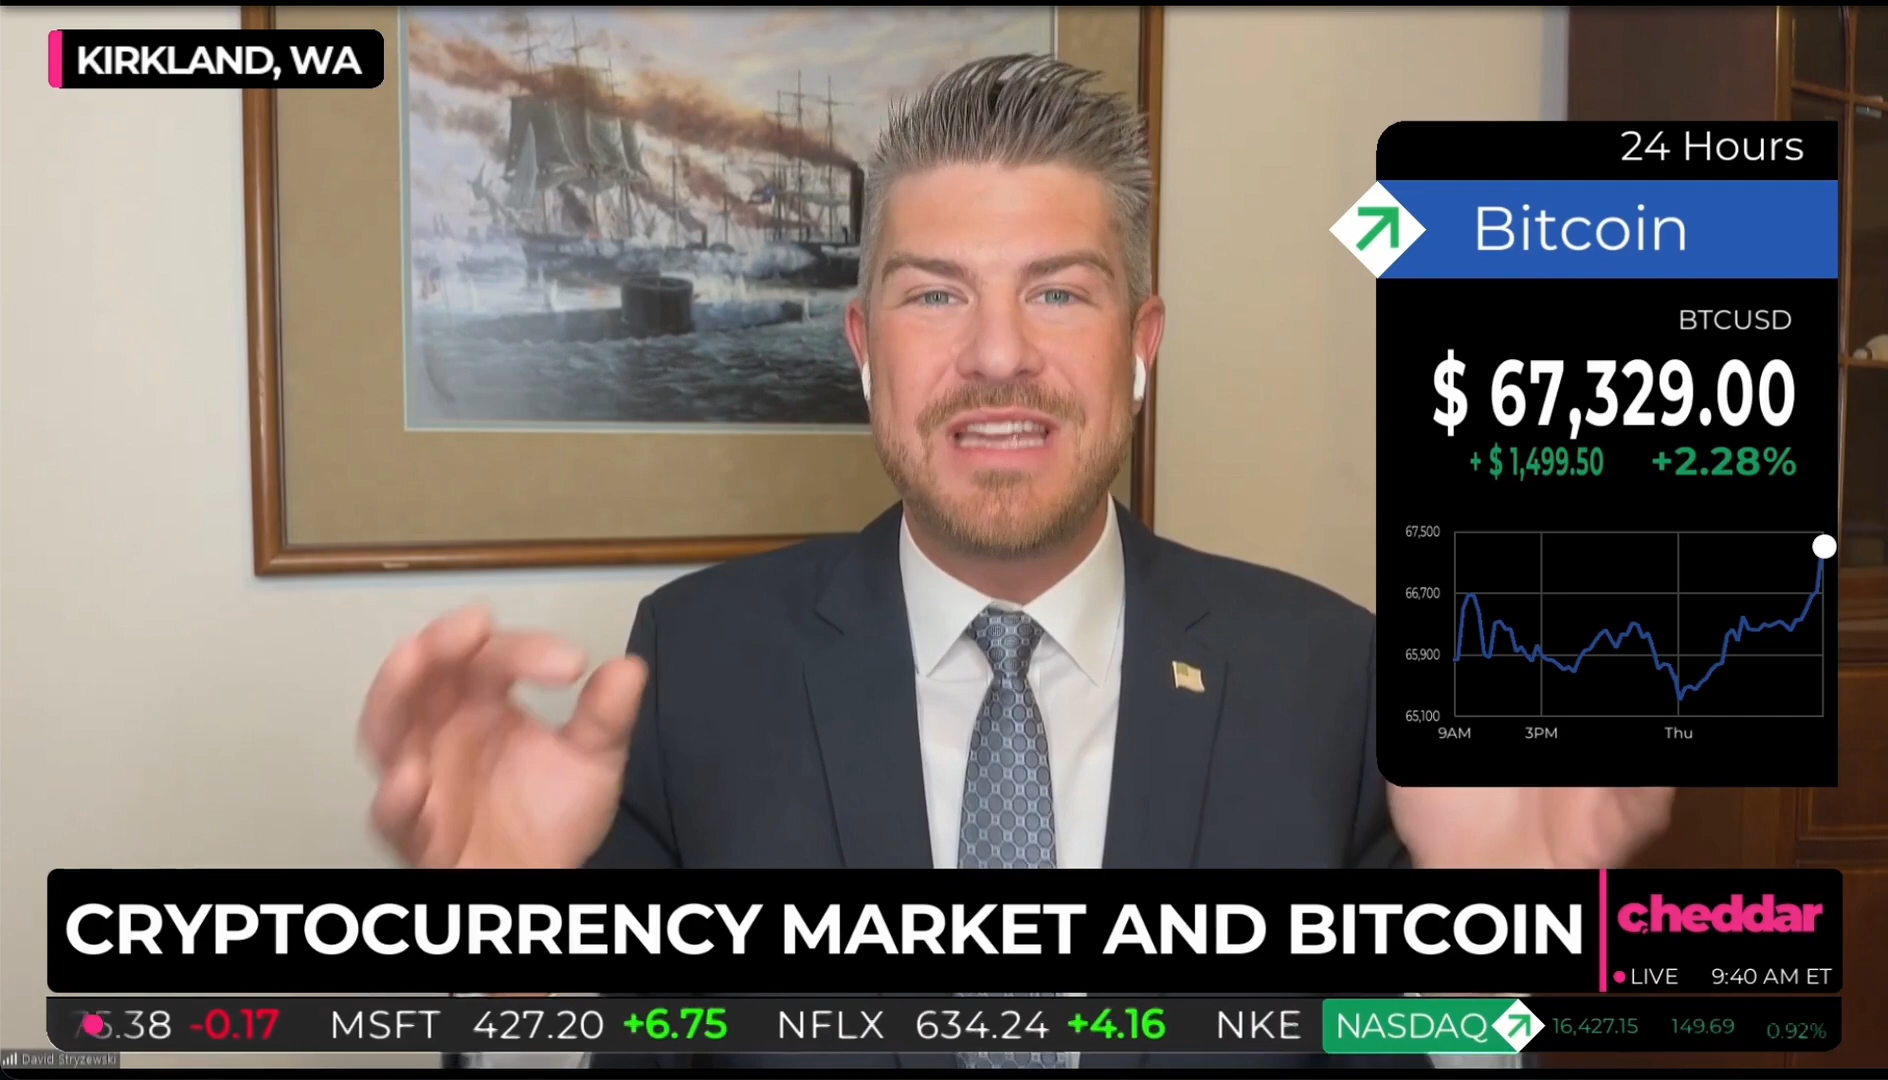 KIRKLAND, WA
24 Hours
Bitcoin
BTCUSD
$ 67,329.00
+ $ 1,499.50 +2.28%
67,500
66,700
65,900
65,100
9AM 3PM Thu
CRYPTOCURRENCY MARKET AND BITCOIN
cheddar
LIVE 9:40 AM ET
5.38 -0.17 MSFT 427.20 +6.75 NFLX 634.24 +4.16 NKE NASDAQ 16,427.15 149.69 0.92%
David Stryzewski